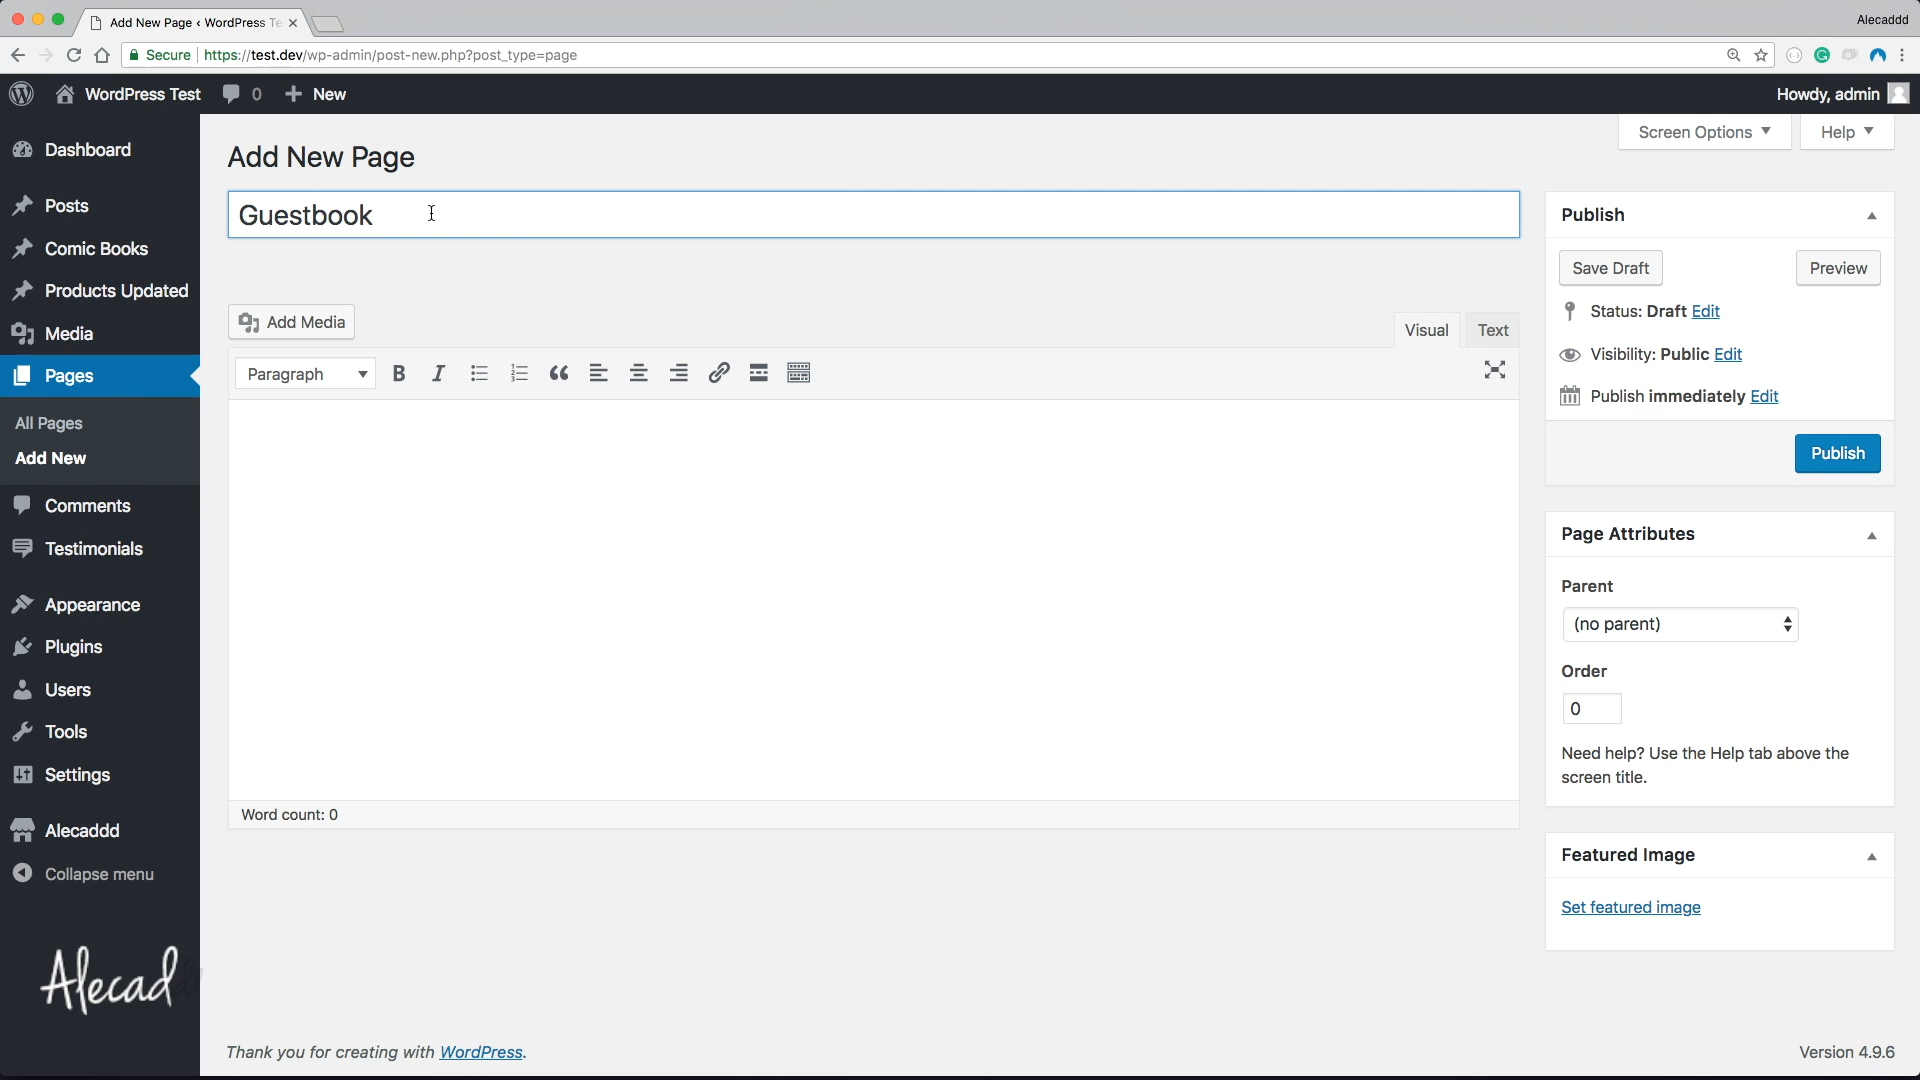 Add New Page ‹ WordPress Te
Alecaddd
Secure
https://test.dev/wp-admin/post-new.php?post_type=page
WordPress Test
0
New
Howdy, admin
Dashboard
Posts
Comic Books
Products Updated
Media
Pages
All Pages
Add New
Comments
Testimonials
Appearance
Plugins
Users
Tools
Settings
Alecaddd
Collapse menu
Alecad
Screen Options
Help
Add New Page
Guestbook
Add Media
Visual
Text
Paragraph
Word count: 0
Publish
Save Draft
Preview
Status: Draft Edit
Visibility: Public Edit
Publish immediately Edit
Publish
Page Attributes
Parent
(no parent)
Order
0
Need help? Use the Help tab above the
screen title.
Featured Image
Set featured image
Thank you for creating with WordPress.
Version 4.9.6